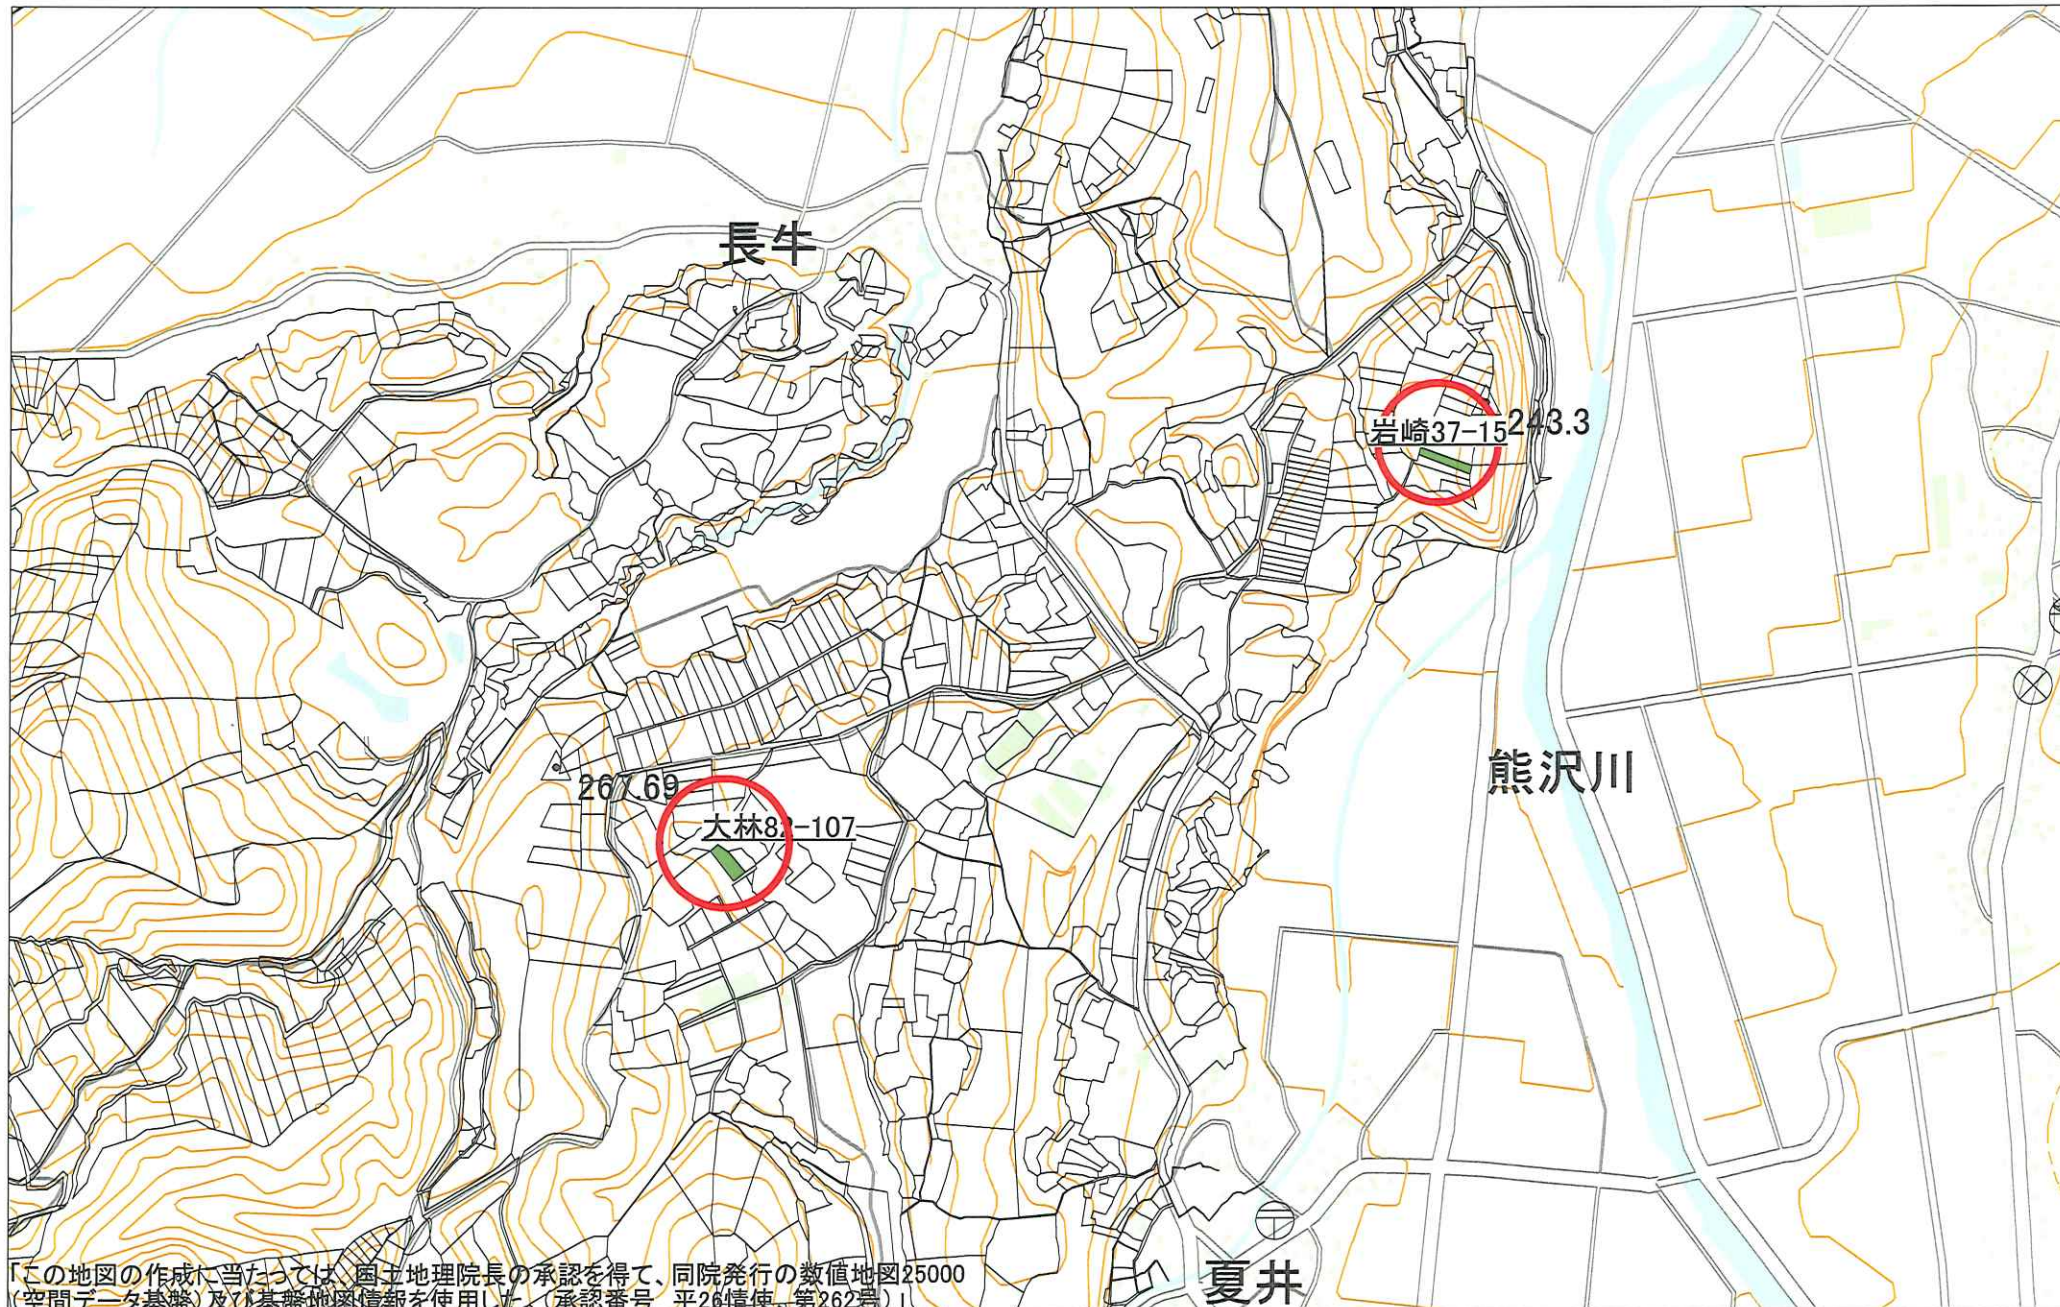 長牛
岩崎37-15
243.3
熊沢川
267.69
大林82-107
夏井
「この地図の作成に当たっては、国土地理院長の承認を得て、同院発行の数値地図25000
(空間データ基盤)及び基盤地図情報を使用した。(承認番号 平26情使、第262号)」